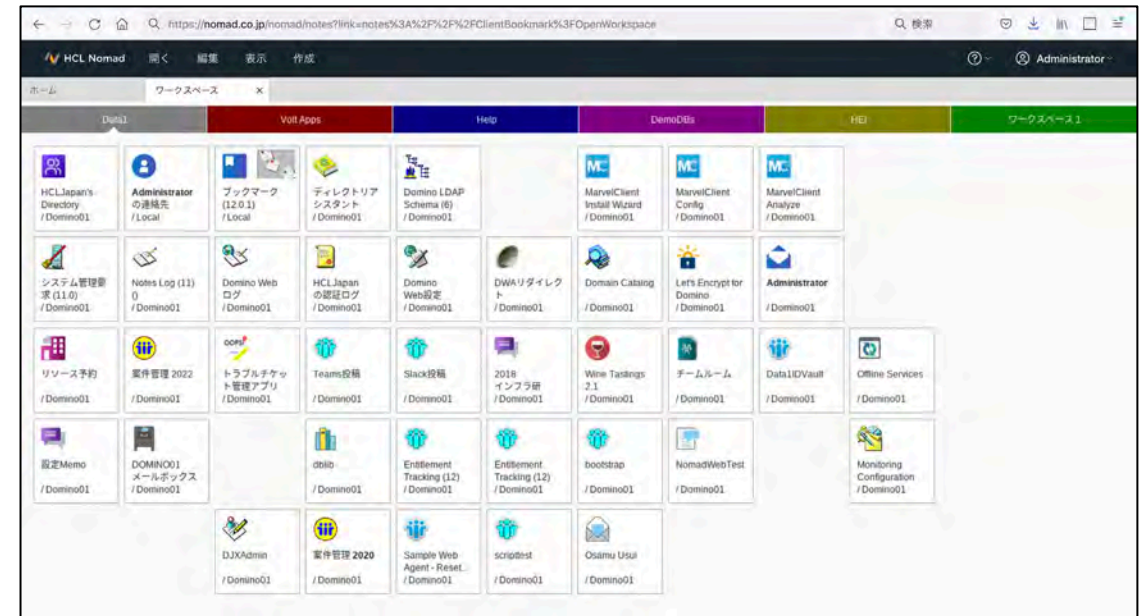 https://nomad.co.jp/nomad/notes?link=notes%3A%2F%2F%2FClientBookmark%3FOpenWorkspace
検索
HCL Nomad 開く 編集 表示 作成
Administrator
ホーム ワークスペース x
Data1 Volt Apps Help DemoDBs HEI ワークスペース 1
HCLJapan's
Directory
/ Domino01
Administrator
の連絡先
/ Local
ブックマーク
(12.0.1)
/ Local
ディレクトリア
シスタント
/ Domino01
Domino LDAP
Schema (6)
/ Domino01
MarvelClient
Install Wizard
/ Domino01
MarvelClient
Config
/ Domino01
MarvelClient
Analyze
/ Domino01
システム管理要
求 (11.0)
/ Domino01
Notes Log (11)
()
/ Domino01
Domino Web
ログ
/ Domino01
HCLJapan
の認証ログ
/ Domino01
Domino
Web設定
/ Domino01
DWAリダイレク
ト
/ Domino01
Domain Catalog
/ Domino01
Let's Encrypt for
Domino
/ Domino01
Administrator
/ Domino01
リソース予約
/ Domino01
案件管理 2022
/ Domino01
OOPS!
トラブルチケッ
ト管理アプリ
/ Domino01
Teams投稿
/ Domino01
Slack投稿
/ Domino01
2018
インフラ研
/ Domino01
Wine Tastings
2.1
/ Domino01
チームルーム
/ Domino01
Data1IDVault
/ Domino01
Offline Services
/ Domino01
設定Memo
/ Domino01
DOMINO01
メールボックス
/ Domino01
dblib
/ Domino01
Entitlement
Tracking (12)
/ Domino01
Entitlement
Tracking (12)
/ Domino01
bootstrap
/ Domino01
NomadWebTest
/ Domino01
Monitoring
Configuration
/ Domino01
DJXAdmin
/ Domino01
案件管理 2020
/ Domino01
Sample Web
Agent - Reset...
/ Domino01
scripttest
/ Domino01
Osamu Usui
/ Domino01